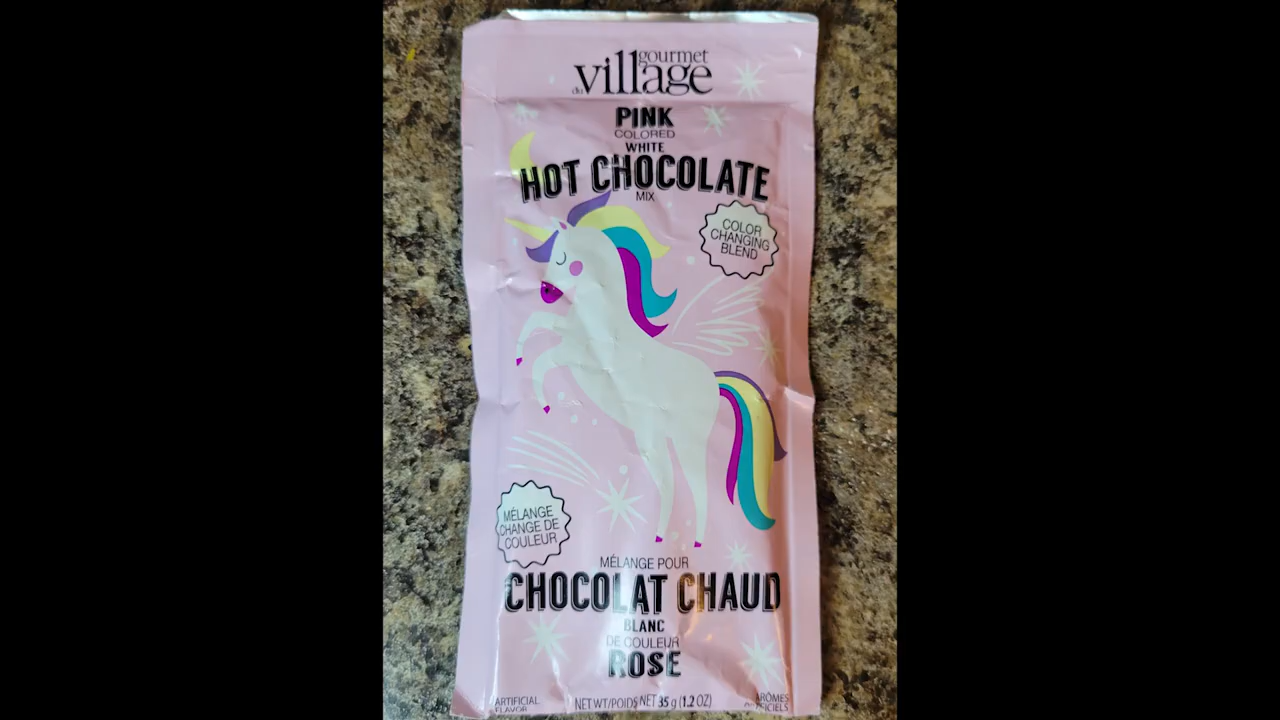 gourmet
du village
PINK
COLORED
WHITE
HOT CHOCOLATE
MIX
COLOR
CHANGING
BLEND
MÉLANGE
CHANGE DE
COULEUR
MÉLANGE POUR
CHOCOLAT CHAUD
BLANC
DE COULEUR
ROSE
ARTIFICIAL
FLAVOR
NET WT/POIDS NET 35 g (1.2 OZ)
ARÔMES